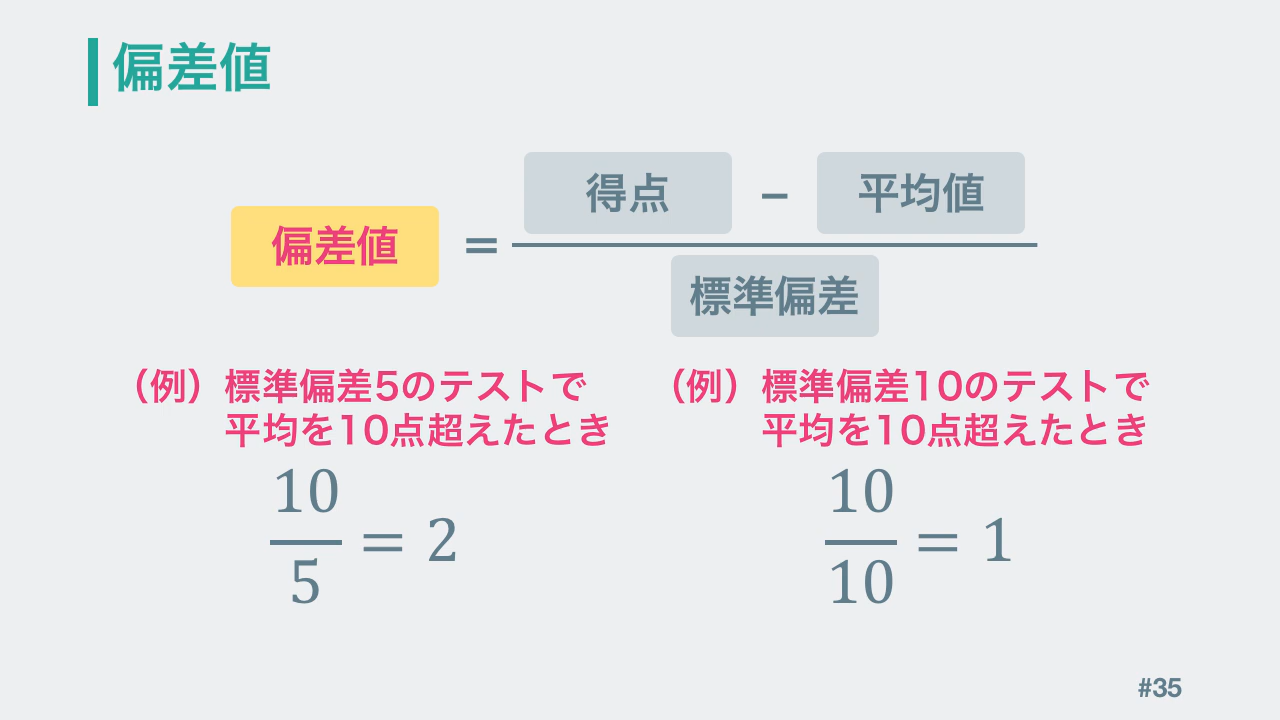 偏差値
偏差値 = 得点 − 平均値
標準偏差
（例）標準偏差5のテストで
平均を10点超えたとき
10
5
= 2
（例）標準偏差10のテストで
平均を10点超えたとき
10
10
= 1
#35